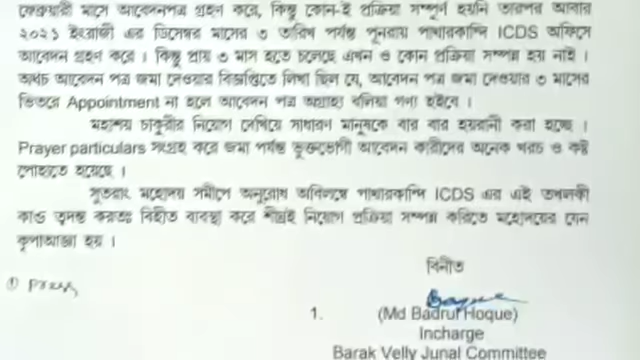 ফেব্রুয়ারী মাসে আবেদনপত্র গ্রহণ করে, কিন্তু কোন-ই প্রক্রিয়া সম্পূর্ণ হয়নি তারপর আবার
২০২১ ইংরাজী এর ডিসেম্বর মাসের ৩ তারিখ পর্যন্ত পুনরায় পাথারকান্দি ICDS অফিসে
আবেদন গ্রহণ করে । কিন্তু প্রায় ৩ মাস হতে চলেছে এখন ও কোন প্রক্রিয়া সম্পন্ন হয় নাই ।
অথচ আবেদন পত্র জমা দেওয়ার বিজ্ঞপ্তিতে লিখা ছিল যে, আবেদন পত্র জমা দেওয়ার ৩ মাসের
ভিতরে Appointment না হলে আবেদন পত্র অগ্রাহ্য বলিয়া গণ্য হইবে ।
মহাশয় চাকুরীর নিয়োগ দেখিয়ে সাধারণ মানুষকে বার বার হয়রানী করা হচ্ছে ।
Prayer particulars সংগ্রহ করে জমা পর্যন্ত ভুক্তভোগী আবেদন কারীদের অনেক খরচ ও কষ্ট
পোহাতে হয়েছে ।
সুতরাং মহোদয় সমীপে অনুরোধ অবিলম্বে পাথারকান্দি ICDS এর এই তঘলকী
কান্ড ত্বদন্ত করতঃ বিহীত ব্যবস্থা করে শীঘ্রই নিয়োগ প্রক্রিয়া সম্পন্ন করিতে মহোদয়ের যেন
কৃপাআজ্ঞা হয় ।
বিনীত
① Press
1. (Md Badrul Hoque)
Incharge
Barak Velly Junal Committee